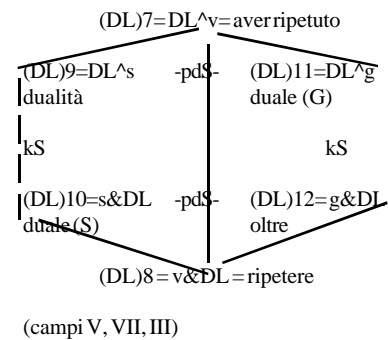 (DL)7=DL^v=aver ripetuto
(DL)9=DL^s -pdS- (DL)11=DL^g
dualità duale (G)
kS kS
(DL)10=s&DL -pdS- (DL)12=g&DL
duale (S) oltre
(DL)8=v&DL=ripetere
(campi V, VII, III)